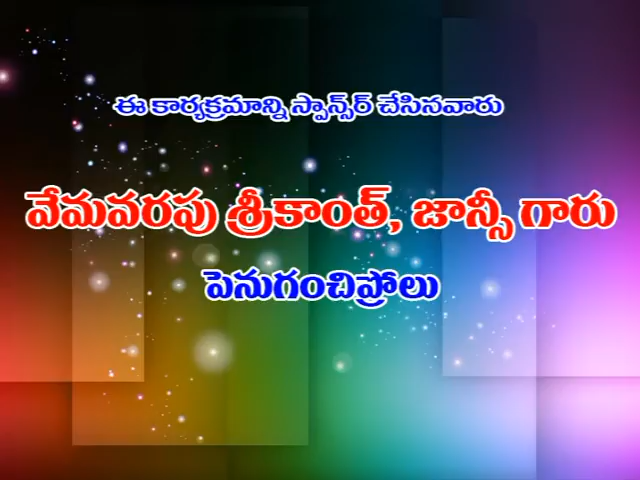 ఈ కార్యక్రమాన్ని స్పాన్సర్ చేసినవారు
వేమవరపు శ్రీకాంత్, జాన్సీ గారు
పెనుగంచిప్రోలు